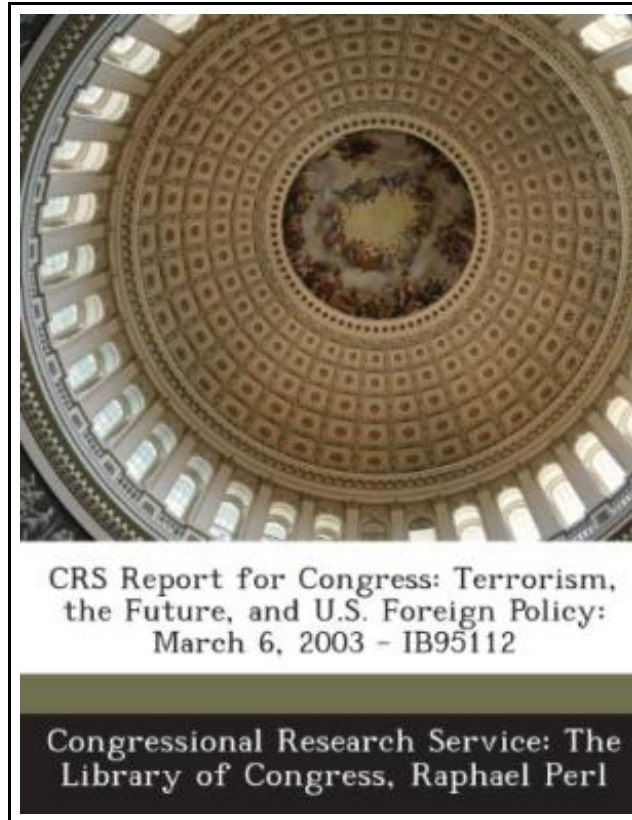 CRS Report for Congress: Terrorism,
the Future, and U.S. Foreign Policy:
March 6, 2003 - IB95112
Congressional Research Service: The
Library of Congress, Raphael Perl